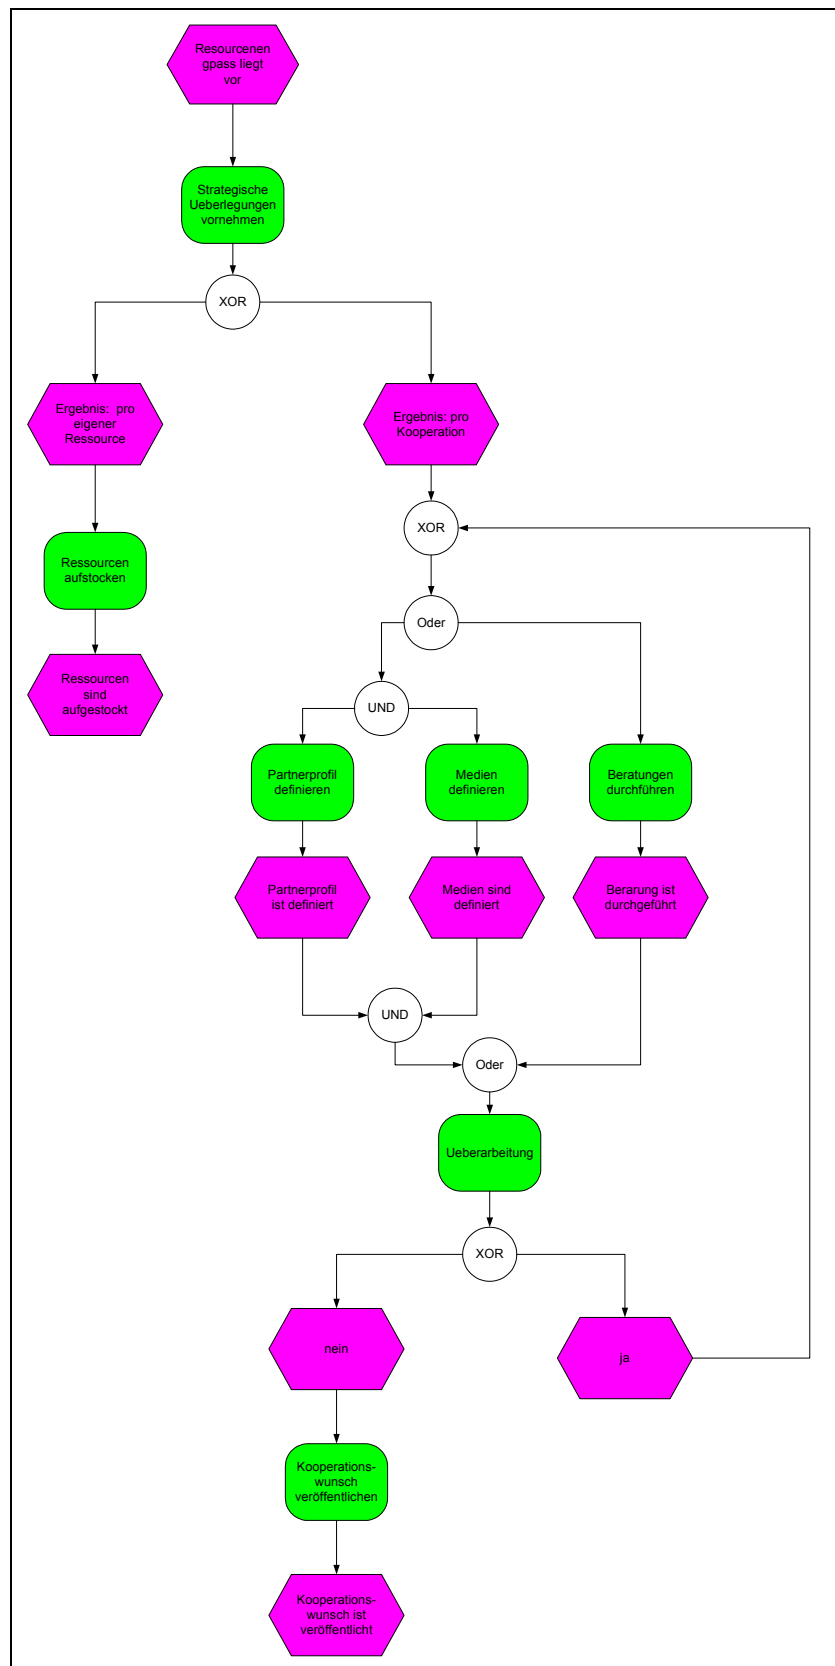 Resourcenen
gpass liegt
vor
Strategische
Ueberlegungen
vornehmen
XOR
Ergebnis: pro
eigener
Ressource
Ergebnis: pro
Kooperation
XOR
Ressourcen
aufstocken
Oder
Ressourcen
sind
aufgestockt
UND
Partnerprofil
definieren
Medien
definieren
Beratungen
durchführen
Partnerprofil
ist definiert
Medien sind
definiert
Berarung ist
durchgeführt
UND
Oder
Ueberarbeitung
XOR
nein
ja
Kooperations-
wunsch
veröffentlichen
Kooperations-
wunsch ist
veröffentlicht